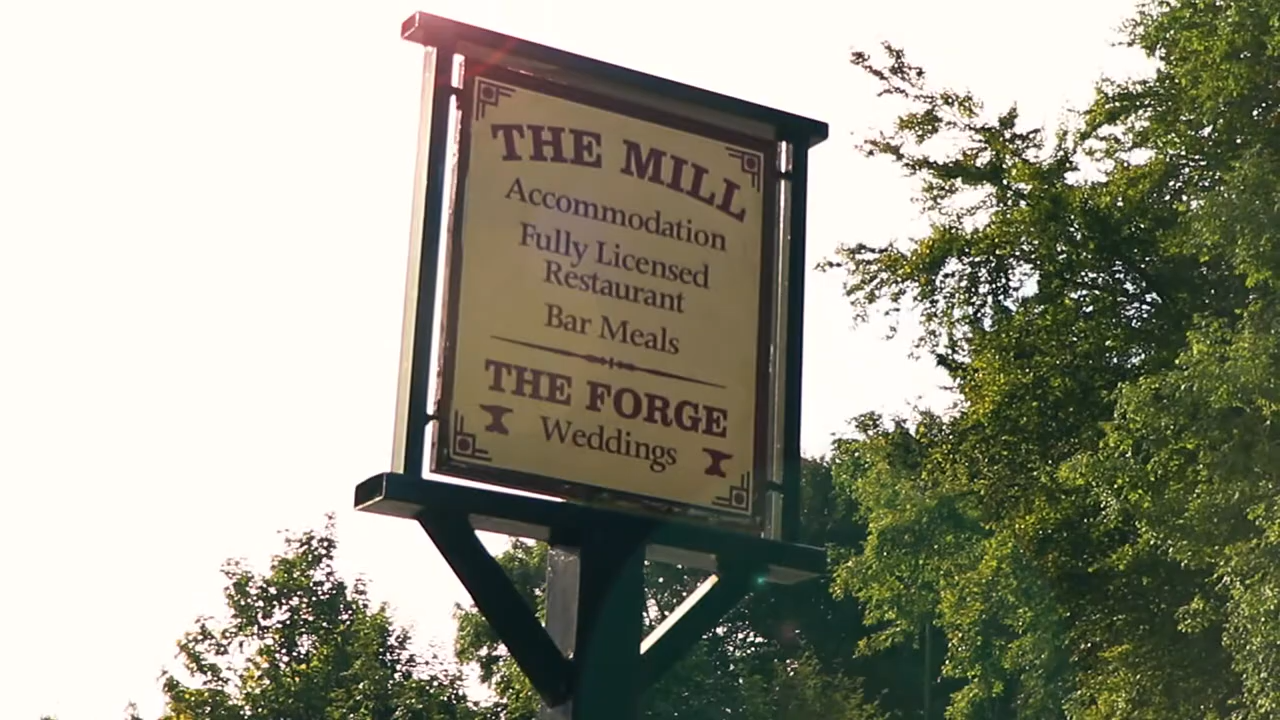 THE MILL
Accommodation
Fully Licensed
Restaurant
Bar Meals
THE FORGE
Weddings